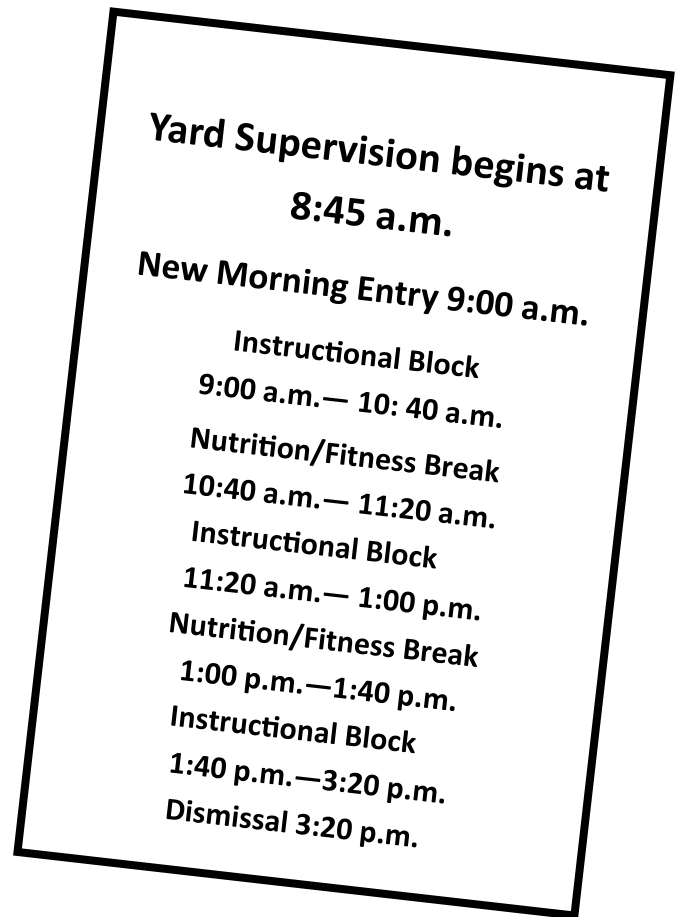 Yard Supervision begins at
8:45 a.m.
New Morning Entry 9:00 a.m.
Instructional Block
9:00 a.m.— 10: 40 a.m.
Nutrition/Fitness Break
10:40 a.m.— 11:20 a.m.
Instructional Block
11:20 a.m.— 1:00 p.m.
Nutrition/Fitness Break
1:00 p.m.—1:40 p.m.
Instructional Block
1:40 p.m.—3:20 p.m.
Dismissal 3:20 p.m.